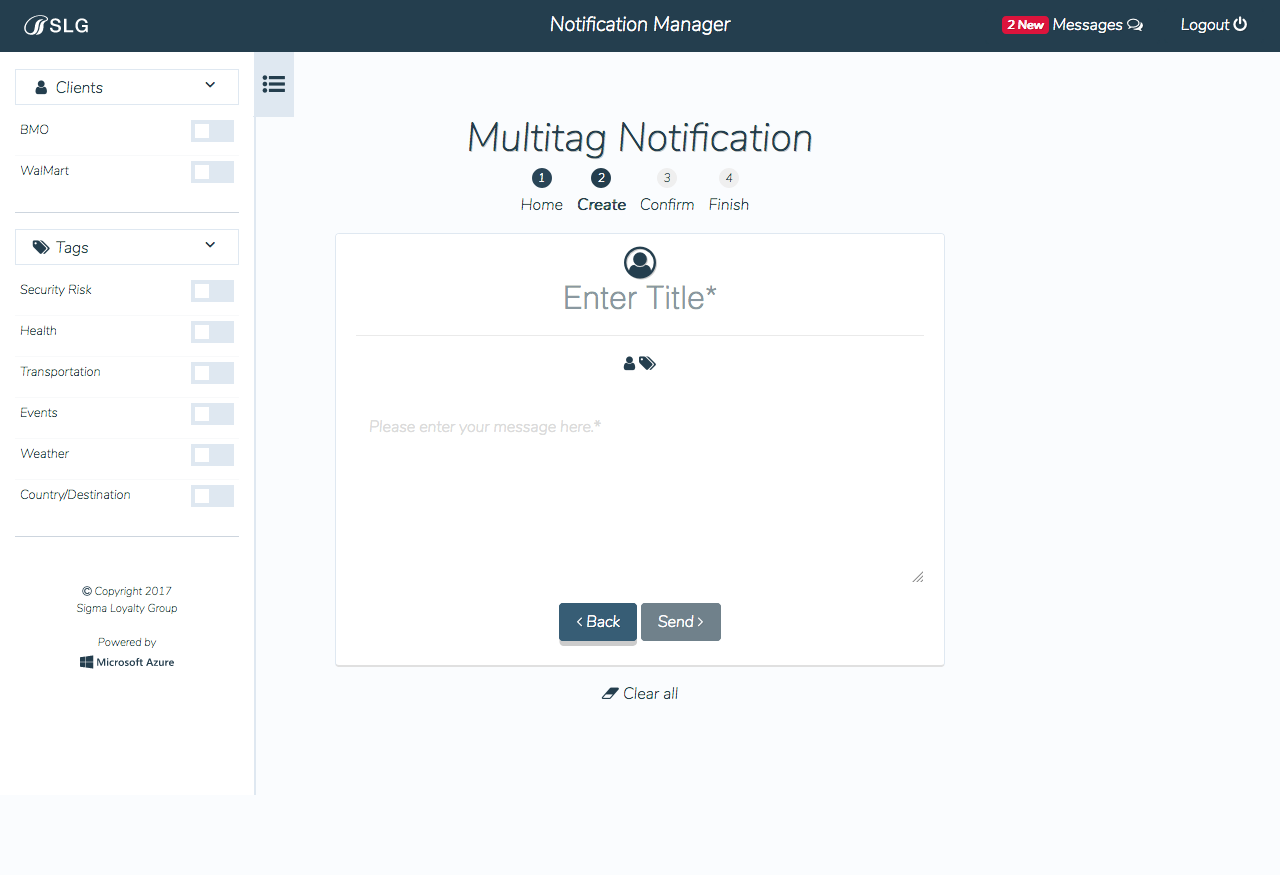 SLG
Notification Manager
2 New Messages
Logout
Clients
BMO
WalMart
Tags
Security Risk
Health
Transportation
Events
Weather
Country/Destination
© Copyright 2017
Sigma Loyalty Group
Powered by
Microsoft Azure
Multitag Notification
1 2 3 4
Home Create Confirm Finish
Enter Title*
Please enter your message here.*
< Back Send >
Clear all